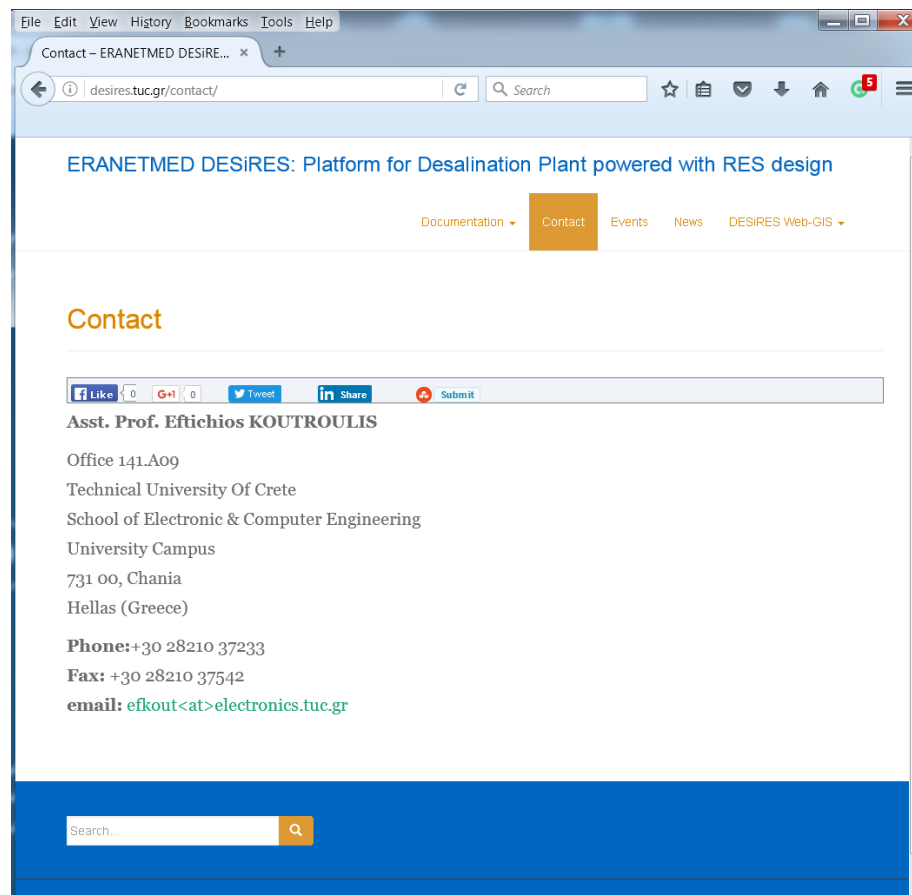 File Edit View History Bookmarks Tools Help
Contact – ERANETMED DESiRE...
desires.tuc.gr/contact/
Search
5
ERANETMED DESiRES: Platform for Desalination Plant powered with RES design
Documentation Contact Events News DESIRES Web-GIS
Contact
f Like 0 G+1 0 Tweet in Share Submit
Asst. Prof. Eftichios KOUTROULIS
Office 141.A09
Technical University Of Crete
School of Electronic & Computer Engineering
University Campus
731 00, Chania
Hellas (Greece)
Phone:+30 28210 37233
Fax: +30 28210 37542
email: efkout<at>electronics.tuc.gr
Search...